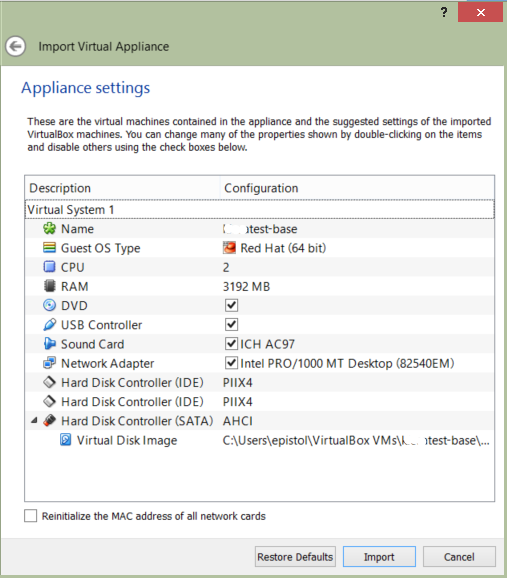 ?
Import Virtual Appliance
Appliance settings
These are the virtual machines contained in the appliance and the suggested settings of the imported
VirtualBox machines. You can change many of the properties shown by double-clicking on the items
and disable others using the check boxes below.
Description Configuration
Virtual System 1
Name test-base
Guest OS Type Red Hat (64 bit)
CPU 2
RAM 3192 MB
DVD
USB Controller
Sound Card ICH AC97
Network Adapter Intel PRO/1000 MT Desktop (82540EM)
Hard Disk Controller (IDE) PIIX4
Hard Disk Controller (IDE) PIIX4
Hard Disk Controller (SATA) AHCI
Virtual Disk Image C:\Users\epistol\VirtualBox VMs\ test-base\...
Reinitialize the MAC address of all network cards
Restore Defaults Import Cancel